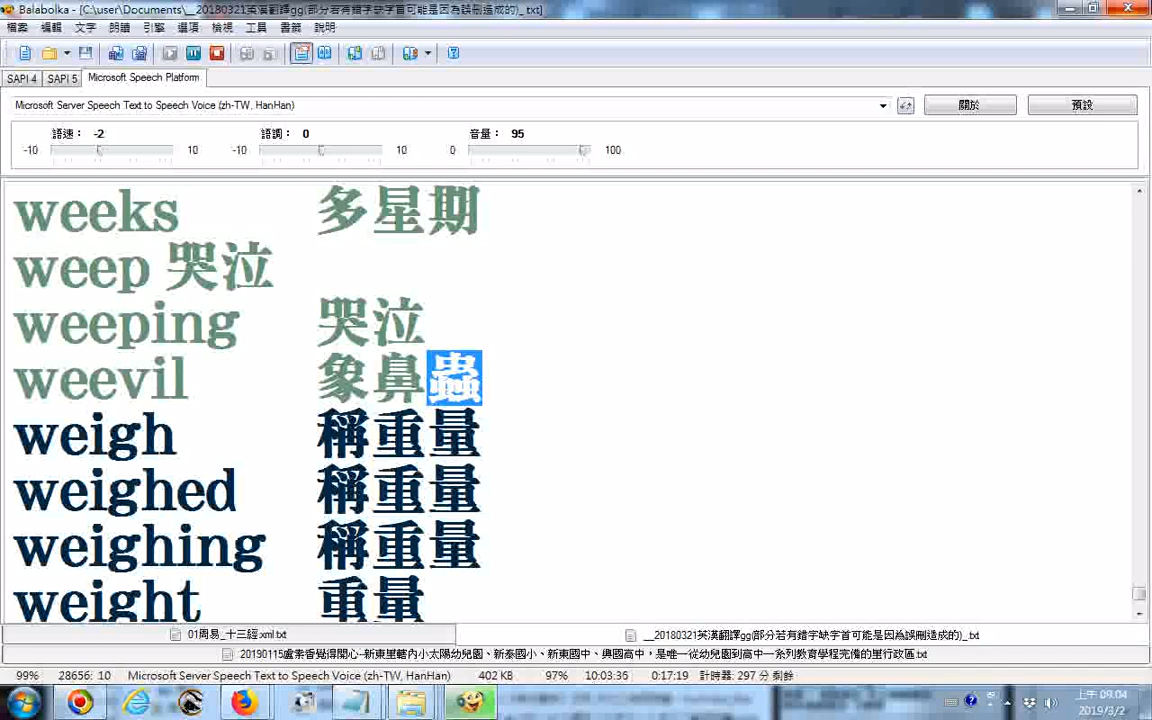 Balabolka - [C:\user\Documents\__20180321英漢翻譯gg(部分若有錯字缺字首可能是因為誤刪造成的)_.txt]
檔案 編輯 文字 朗讀 引擎 選項 檢視 工具 書籤 說明
SAPI 4 SAPI 5 Microsoft Speech Platform
Microsoft Server Speech Text to Speech Voice (zh-TW, HanHan) 關於 預設
語速： -2 語調： 0 音量： 95
-10 10 -10 10 0 100
weeks 多星期
weep 哭泣
weeping 哭泣
weevil 象鼻蟲
weigh 稱重量
weighed 稱重量
weighing 稱重量
weight 重量
01周易_十三經.xml.txt __20180321英漢翻譯gg(部分若有錯字缺字首可能是因為誤刪造成的)_.txt
20190115盧素香覺得開心--新東里轄內小太陽幼兒園、新泰國小、新東國中、興國高中，是唯一從幼兒園到高中一系列教育學程完備的里行政區.txt
99% 28656: 10 Microsoft Server Speech Text to Speech Voice (zh-TW, HanHan) 402 KB 97% 10:03:35 0:17:19 計時器: 297 分 剩餘
上午 09:04
2019/3/2